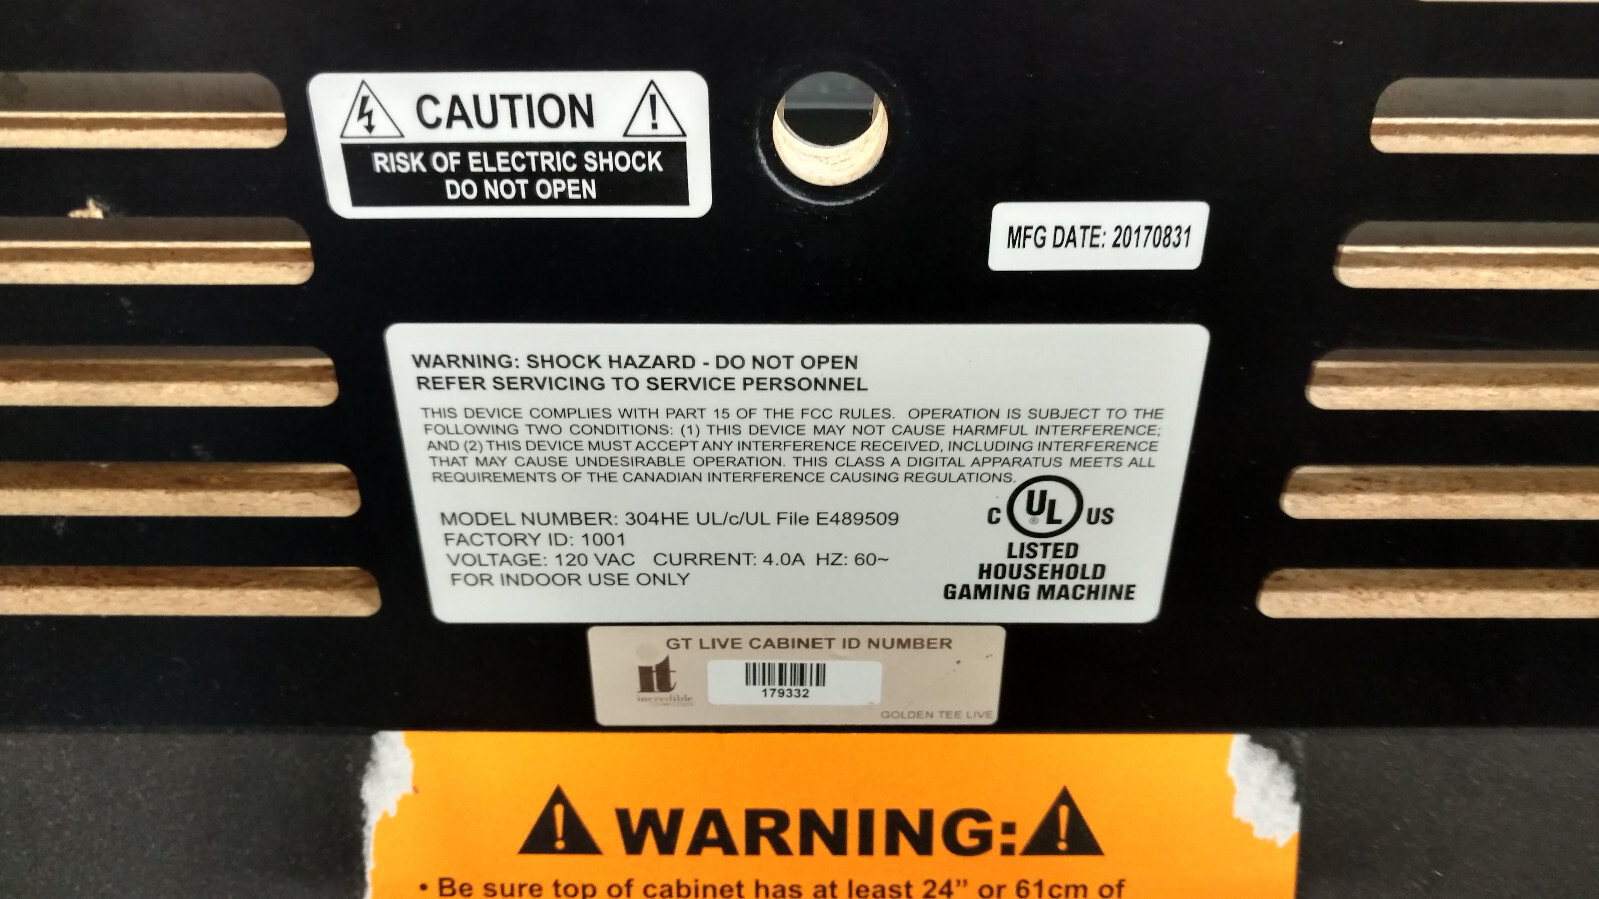 CAUTION
RISK OF ELECTRIC SHOCK
DO NOT OPEN
MFG DATE: 20170831
WARNING: SHOCK HAZARD - DO NOT OPEN
REFER SERVICING TO SERVICE PERSONNEL
THIS DEVICE COMPLIES WITH PART 15 OF THE FCC RULES. OPERATION IS SUBJECT TO THE
FOLLOWING TWO CONDITIONS: (1) THIS DEVICE MAY NOT CAUSE HARMFUL INTERFERENCE;
AND (2) THIS DEVICE MUST ACCEPT ANY INTERFERENCE RECEIVED, INCLUDING INTERFERENCE
THAT MAY CAUSE UNDESIRABLE OPERATION. THIS CLASS A DIGITAL APPARATUS MEETS ALL
REQUIREMENTS OF THE CANADIAN INTERFERENCE CAUSING REGULATIONS.
MODEL NUMBER: 304HE UL/c/UL File E489509
FACTORY ID: 1001
VOLTAGE: 120 VAC CURRENT: 4.0A HZ: 60~
FOR INDOOR USE ONLY
C UL ® US
LISTED
HOUSEHOLD
GAMING MACHINE
GT LIVE CABINET ID NUMBER
it
incredible
179332
GOLDEN TEE LIVE
WARNING:
• Be sure top of cabinet has at least 24" or 61cm of